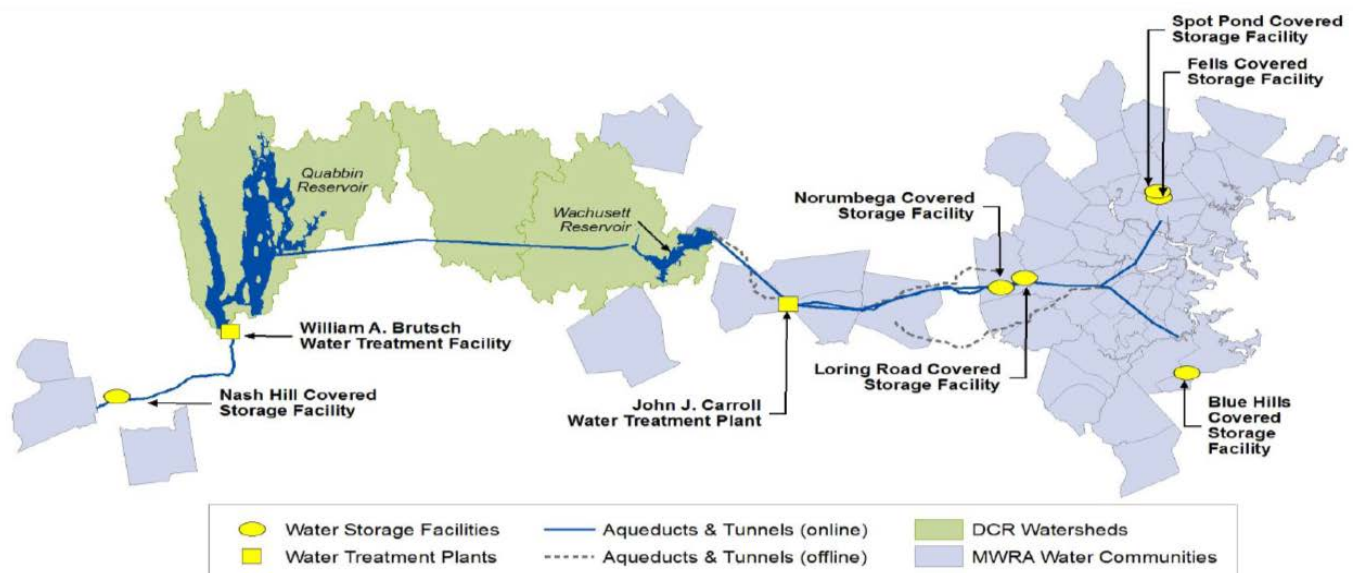 Spot Pond Covered
Storage Facility
Fells Covered
Storage Facility
Quabbin
Reservoir
Wachusett
Reservoir
Norumbega Covered
Storage Facility
William A. Brutsch
Water Treatment Facility
Nash Hill Covered
Storage Facility
John J. Carroll
Water Treatment Plant
Loring Road Covered
Storage Facility
Blue Hills
Covered
Storage
Facility
Water Storage Facilities
Aqueducts & Tunnels (online)
DCR Watersheds
Water Treatment Plants
Aqueducts & Tunnels (offline)
MWRA Water Communities